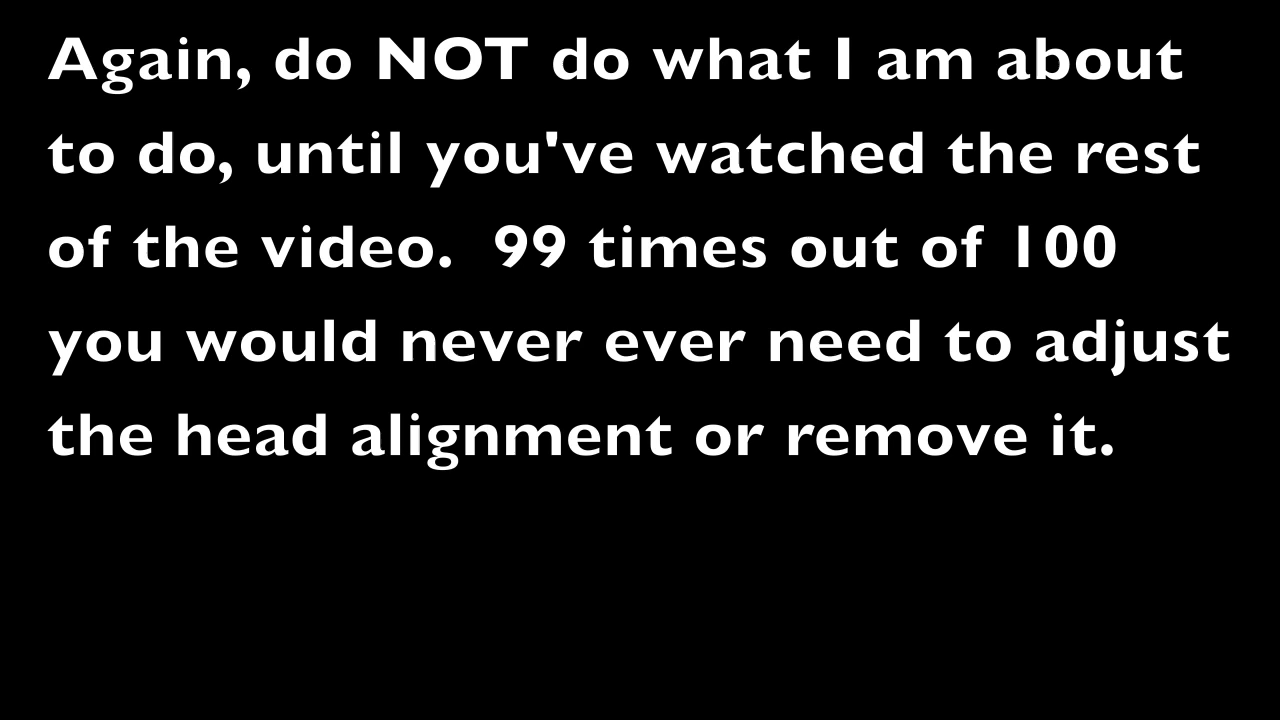 Again, do NOT do what I am about
to do, until you've watched the rest
of the video.  99 times out of 100
you would never ever need to adjust
the head alignment or remove it.